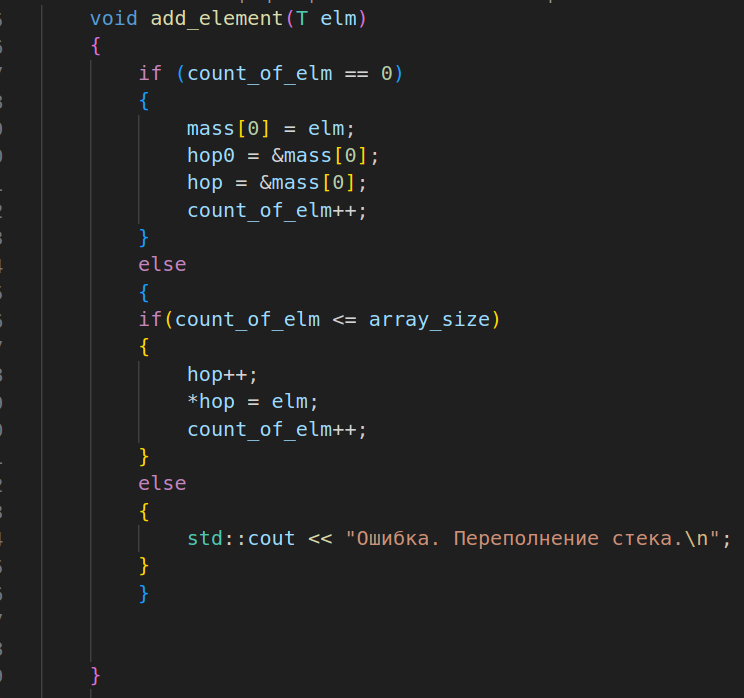 void add_element(T elm)
{
if (count_of_elm == 0)
{
mass[0] = elm;
hop0 = &mass[0];
hop = &mass[0];
count_of_elm++;
}
else
{
if(count_of_elm <= array_size)
{
hop++;
*hop = elm;
count_of_elm++;
}
else
{
std::cout << "Ошибка. Переполнение стека.\n";
}
}
}